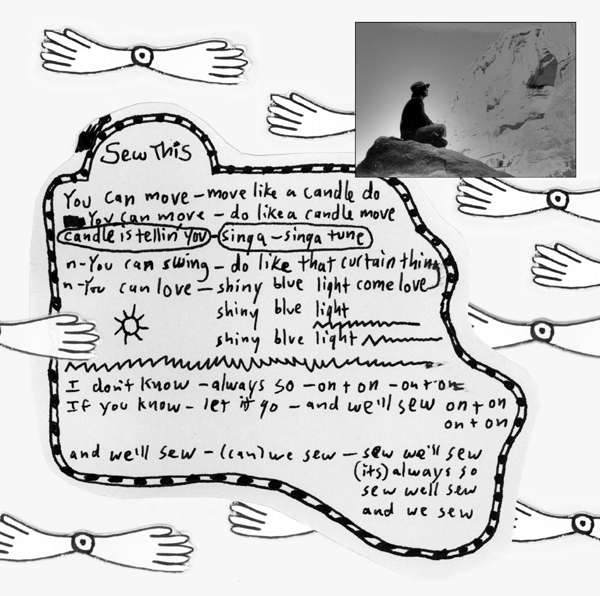 Sew This
You can move - move like a candle do
You can move - do like a candle move
candle is tellin' you - singa - singa tune
n-You can swing - do like that curtain thing
n-You can love - shiny blue light come love
shiny blue light
shiny blue light
I don't know - always so - on + on - on + on
If you know - let it go - and we'll sew on + on
on + on
and we'll sew - (can) we sew - sew we'll sew
(its) always so
sew well sew
and we sew